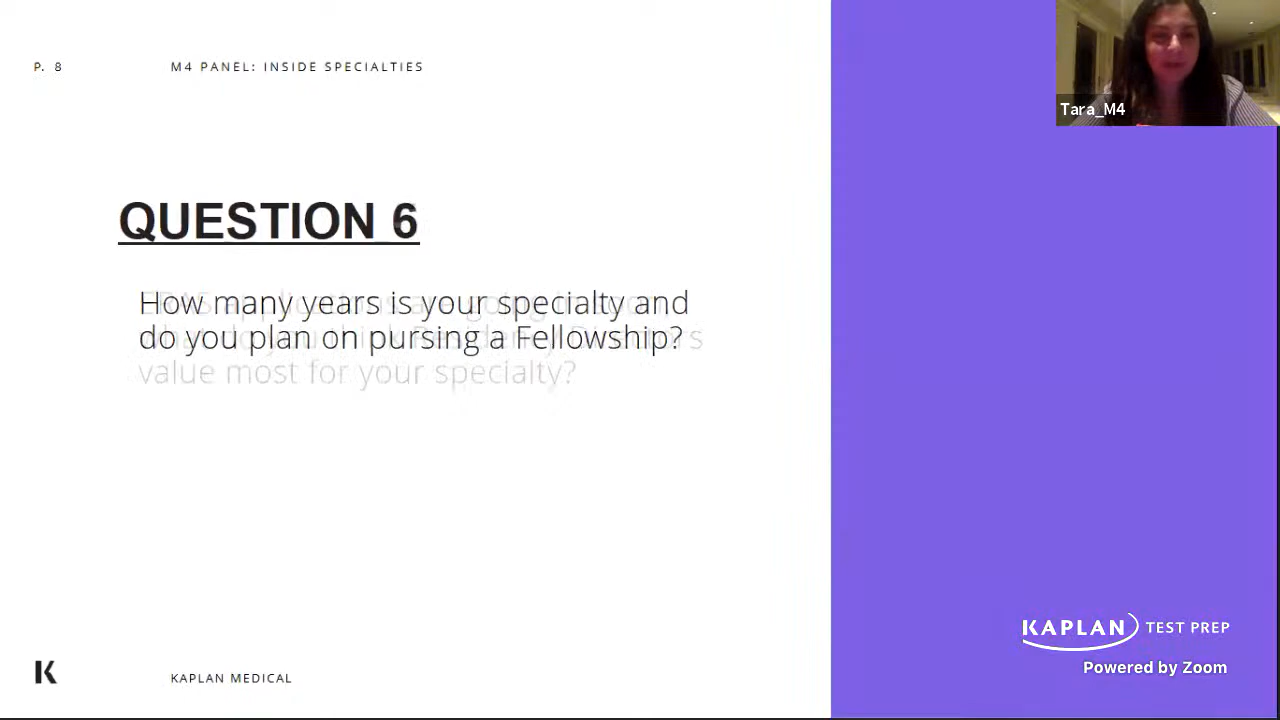 P. 8
M4 PANEL: INSIDE SPECIALTIES
Tara_M4
QUESTION 6
How many years is your specialty and
do you plan on pursing a Fellowship?
value most for your specialty?
KAPLAN TEST PREP
Powered by Zoom
K
KAPLAN MEDICAL